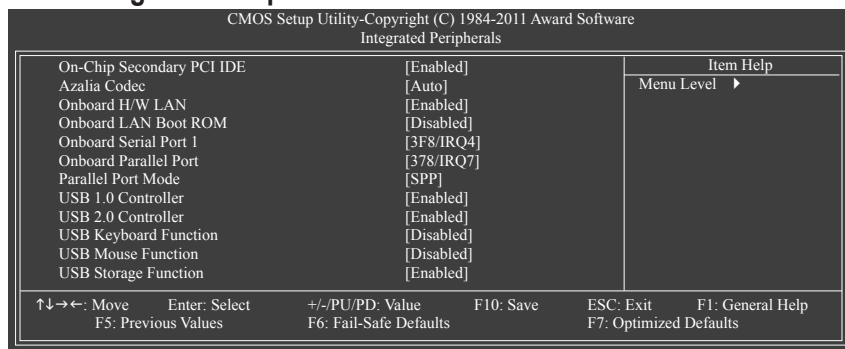 CMOS Setup Utility-Copyright (C) 1984-2011 Award Software
Integrated Peripherals
On-Chip Secondary PCI IDE [Enabled]
Azalia Codec [Auto]
Onboard H/W LAN [Enabled]
Onboard LAN Boot ROM [Disabled]
Onboard Serial Port 1 [3F8/IRQ4]
Onboard Parallel Port [378/IRQ7]
Parallel Port Mode [SPP]
USB 1.0 Controller [Enabled]
USB 2.0 Controller [Enabled]
USB Keyboard Function [Disabled]
USB Mouse Function [Disabled]
USB Storage Function [Enabled]
Item Help
Menu Level ▶
↑↓→←: Move Enter: Select +/-/PU/PD: Value F10: Save ESC: Exit F1: General Help
F5: Previous Values F6: Fail-Safe Defaults F7: Optimized Defaults